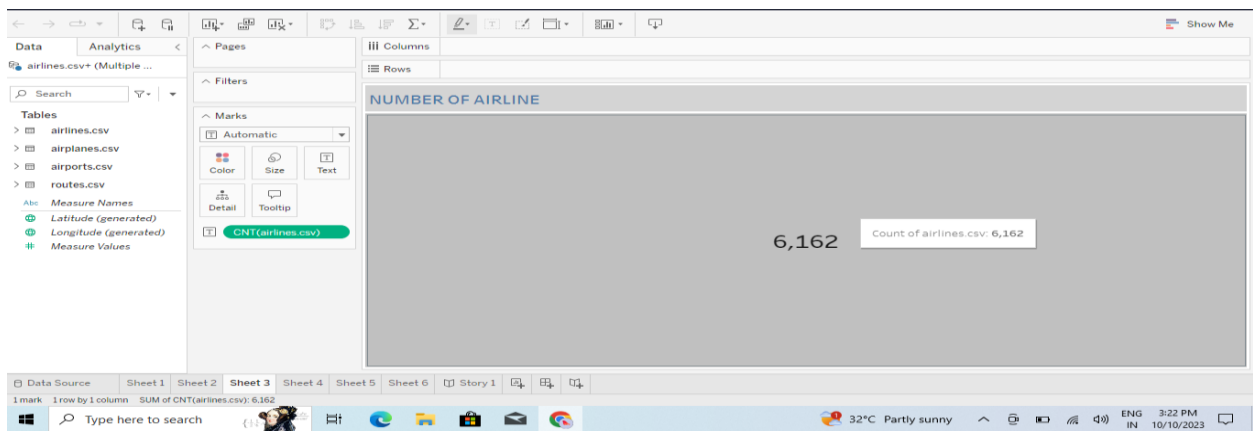 Show Me
Data Analytics <
Pages
iii Columns
airlines.csv+ (Multiple ...
Rows
Filters
Search
NUMBER OF AIRLINE
Tables
Marks
airlines.csv
Automatic
airplanes.csv
airports.csv
Color Size Text
routes.csv
Abc Measure Names
Detail Tooltip
Latitude (generated)
Longitude (generated)
CNT(airlines.csv)
Measure Values
6,162
Count of airlines.csv: 6,162
Data Source Sheet 1 Sheet 2 Sheet 3 Sheet 4 Sheet 5 Sheet 6 Story 1
1 mark 1 row by 1 column SUM of CNT(airlines.csv): 6,162
Type here to search
32°C Partly sunny
ENG
IN
3:22 PM
10/10/2023